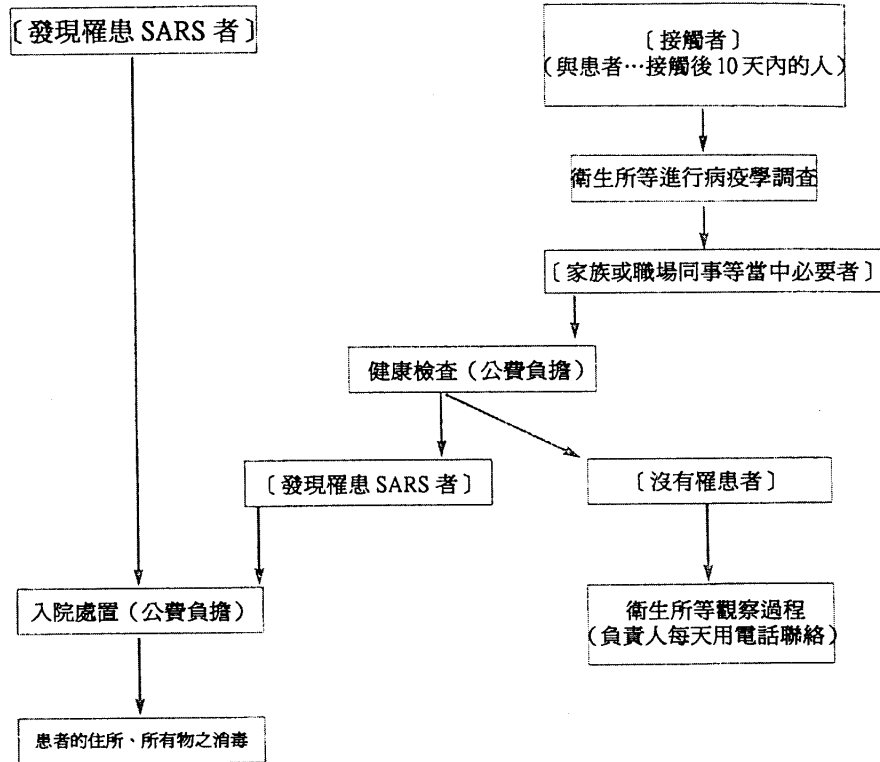 〔發現罹患 SARS 者〕
〔接觸者〕
（與患者…接觸後10天內的人）
衛生所等進行病疫學調查
〔家族或職場同事等當中必要者〕
健康檢查（公費負擔）
〔發現罹患 SARS 者〕
〔沒有罹患者〕
入院處置（公費負擔）
衛生所等觀察過程
（負責人每天用電話聯絡）
患者的住所、所有物之消毒